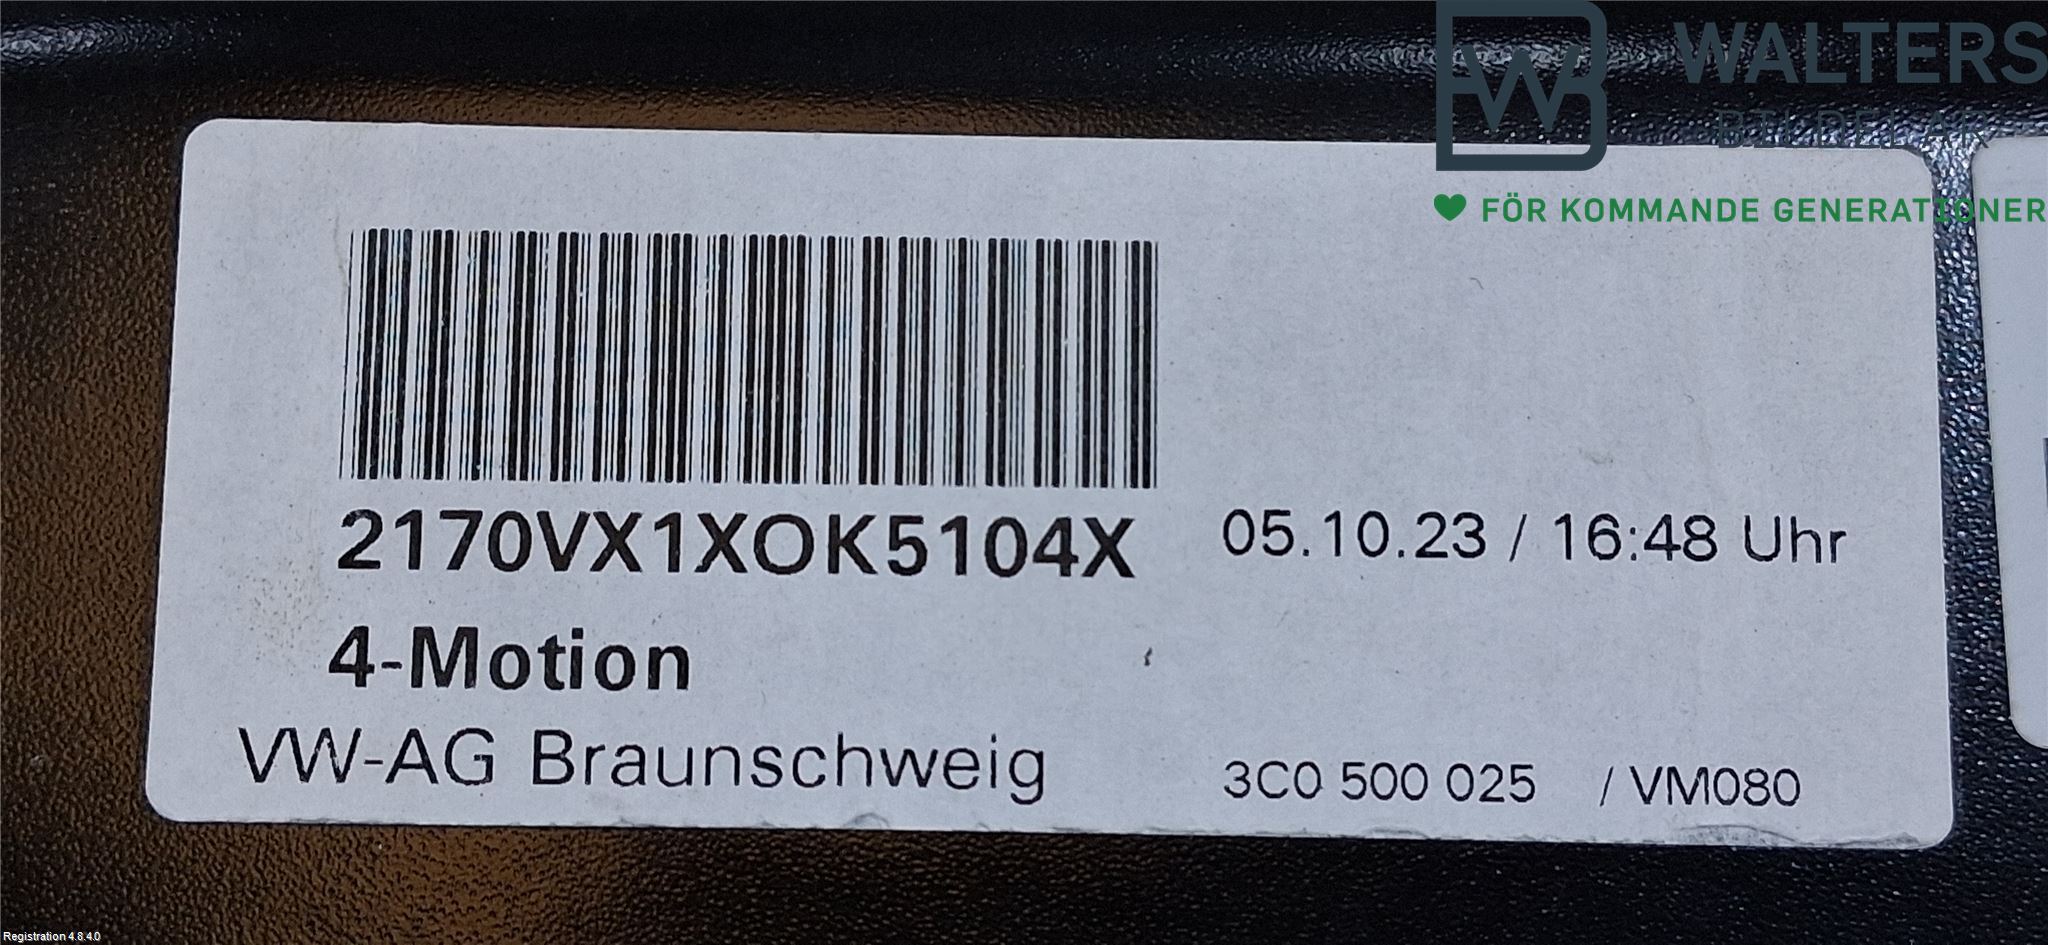 WALTERS
BILDELAR
FÖR KOMMANDE GENERATIONER
2170VX1XOK5104X
05.10.23 / 16:48 Uhr
4-Motion
VW-AG Braunschweig
3C0 500 025 / VM080
Registration 4.8.4.0